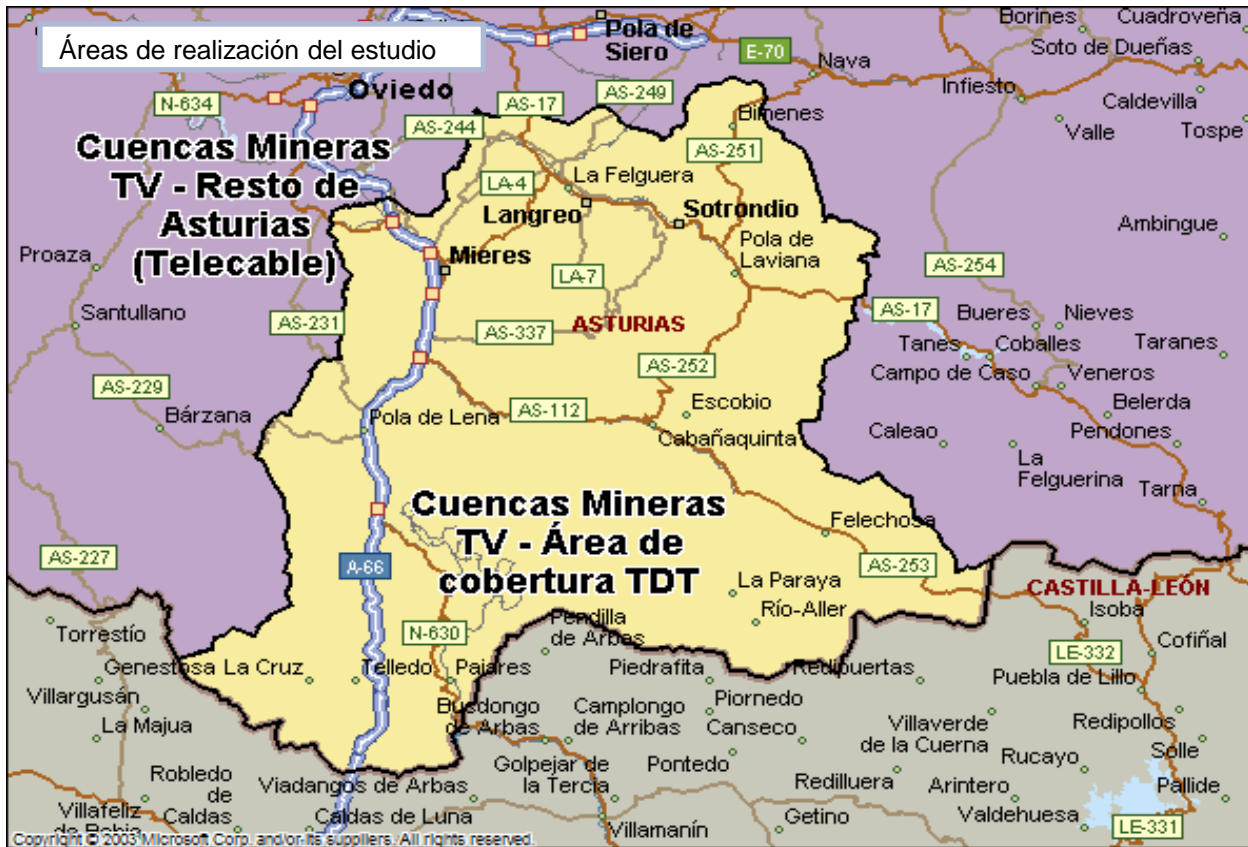 Áreas de realización del estudio
Borines
Cuadroveña
Pola de
Siero
E-70
Soto de Dueñas
Nava
Infiesto
Oviedo
N-634
AS-17
AS-249
Caldevilla
Bimenes
Valle
Tospe
AS-244
Cuencas Mineras
TV - Resto de
Asturias
(Telecable)
AS-251
LA-4
La Felguera
Langreo
Sotrondio
Ambingue
Proaza
Mieres
Pola de
Laviana
LA-7
AS-254
Santullano
AS-231
AS-337
ASTURIAS
AS-17
Bueres
Nieves
Tanes
Coballes
Taranes
AS-229
AS-252
Campo de Caso
Veneros
Bárzana
Pola de Lena
AS-112
Escobio
Belerda
Cabañaquinta
Caleao
Pendones
La
Felguerina
Tarna
Cuencas Mineras
TV - Área de
cobertura TDT
Felechosa
AS-227
A-66
AS-253
La Paraya
CASTILLA-LEÓN
Río-Aller
Isoba
Torrestío
N-630
Pendilla
de Arbas
Cofiñal
LE-332
Genestosa
La Cruz
Telledo
Pajares
Piedrafita
Redipuertas
Puebla de Lillo
Villargusán
La Majua
Busdongo
de Arbas
Camplongo
de Arribas
Piornedo
Canseco
Villaverde
de la Cuerna
Redipollos
Solle
Robledo
de
Caldas
Viadangos de Arbas
Golpejar de
la Tercia
Pontedo
Redilluera
Rucayo
Arintero
Pallide
Villafeliz
de Babia
Caldas de Luna
Villamanín
Getino
Valdehuesa
LE-331
Copyright © 2003 Microsoft Corp. and/or its suppliers. All rights reserved.